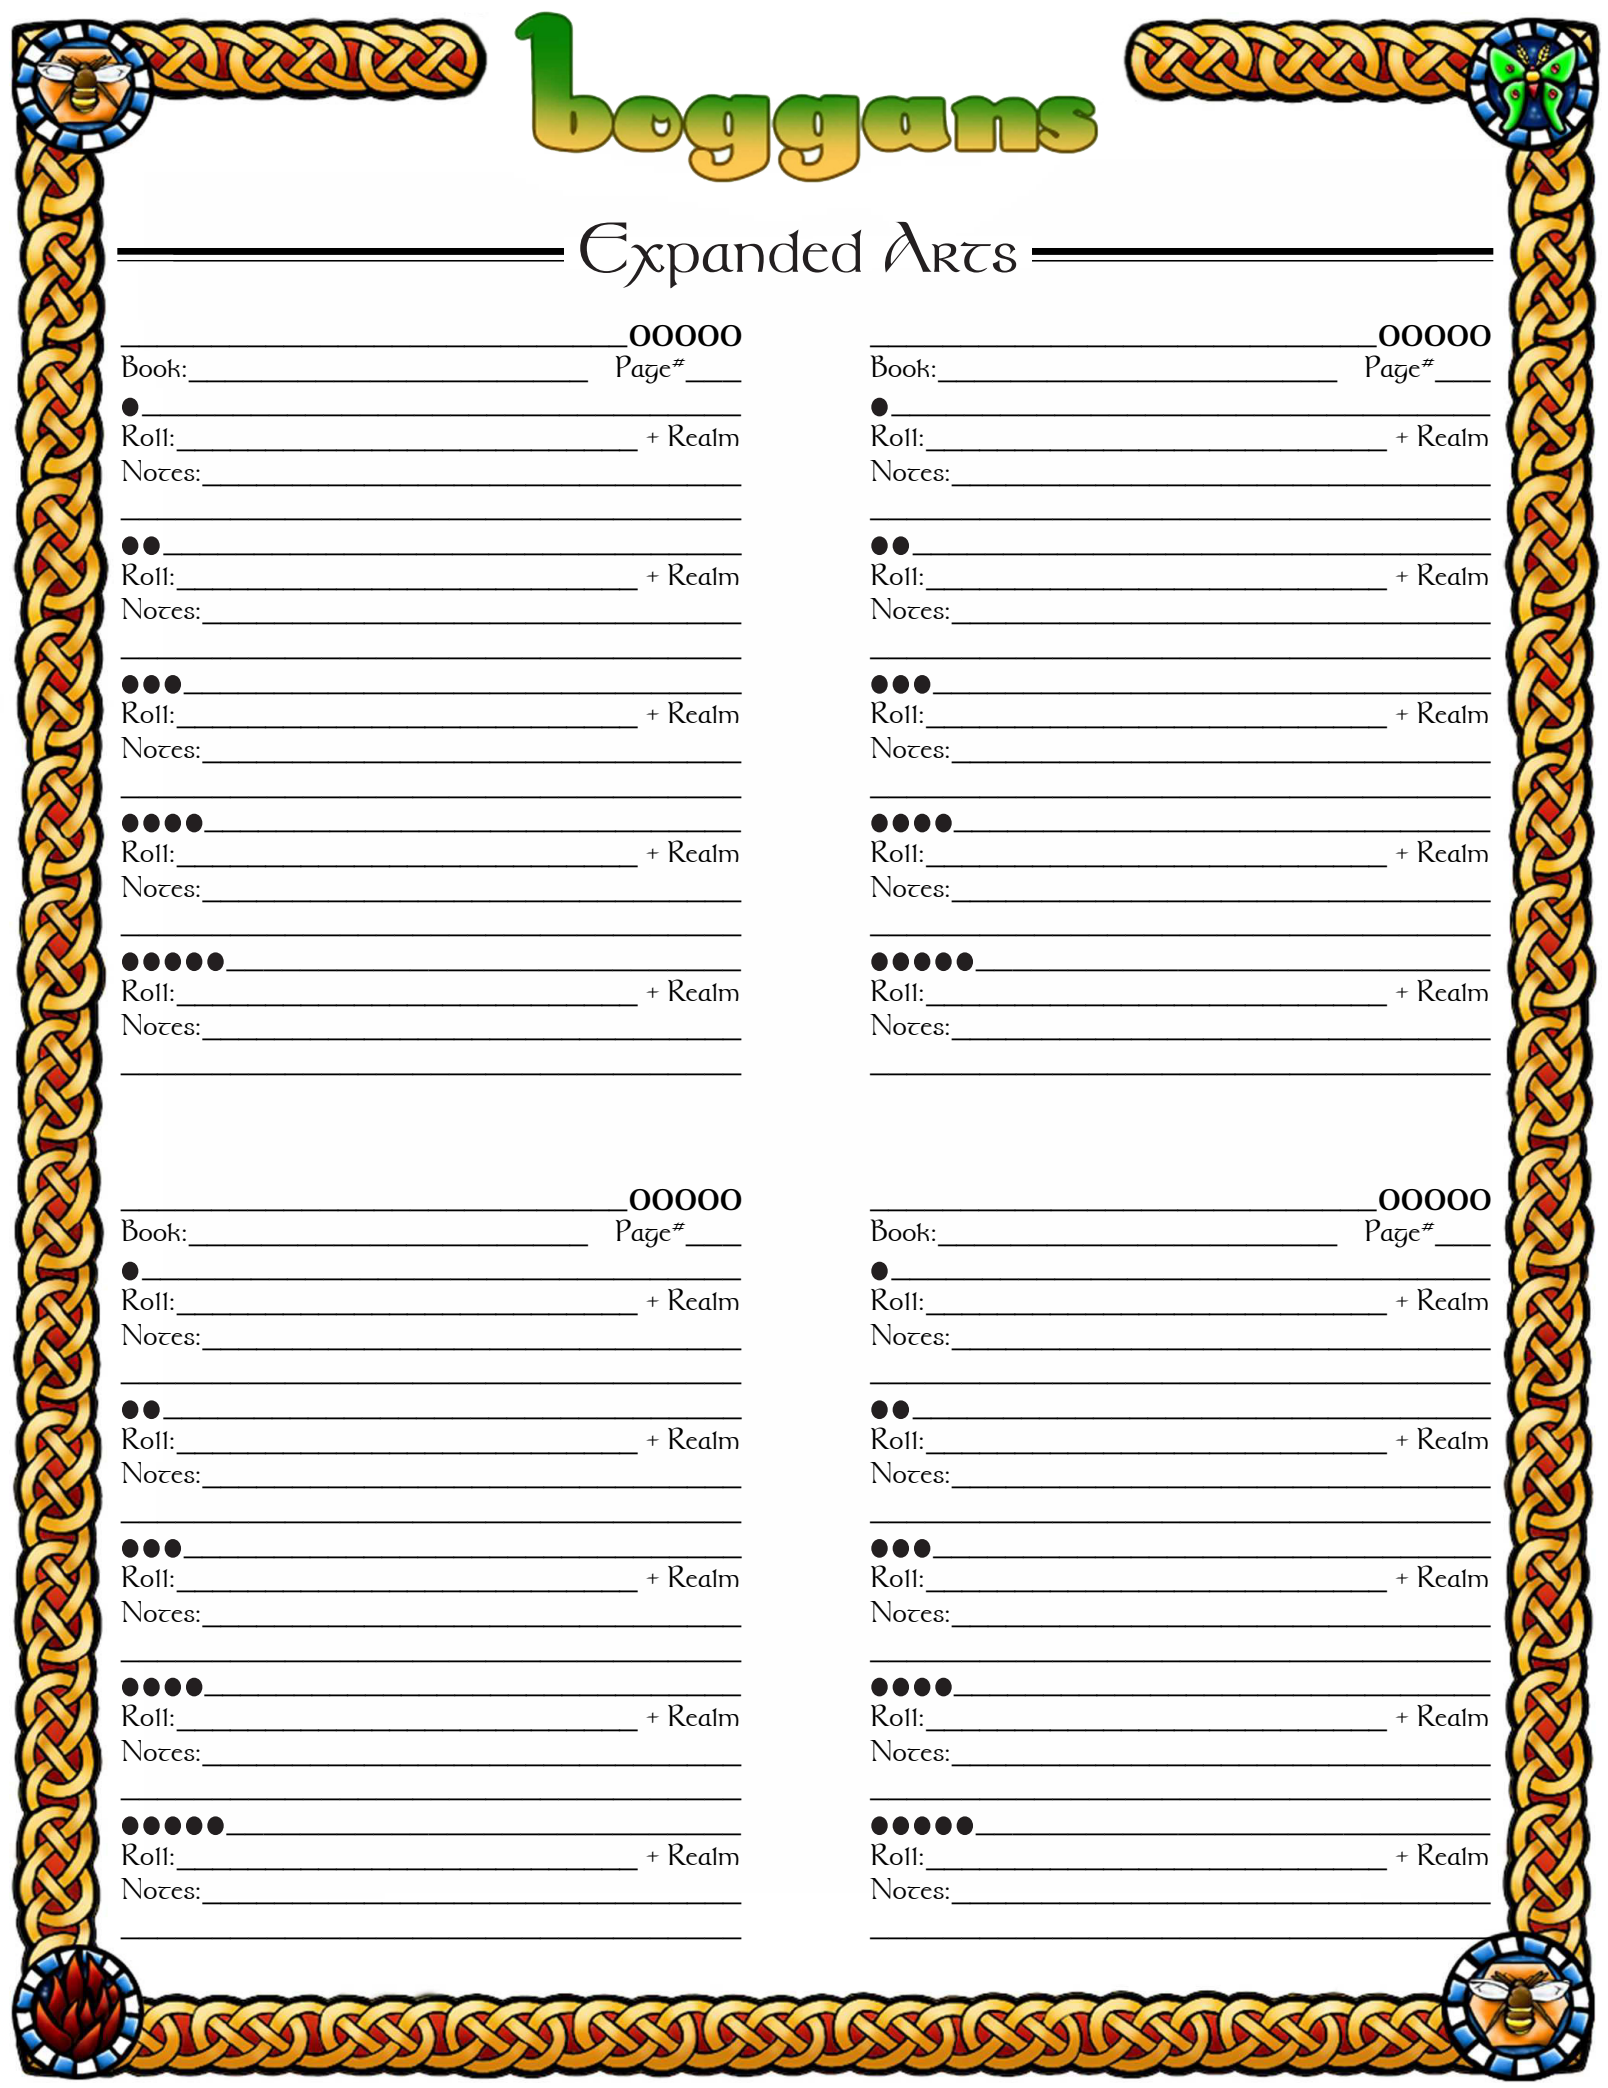 boggans
Expanded Arts
OOOOO
Book: Page#
●
Roll: + Realm
Notes:
●●
Roll: + Realm
Notes:
●●●
Roll: + Realm
Notes:
●●●●
Roll: + Realm
Notes:
●●●●●
Roll: + Realm
Notes:
OOOOO
Book: Page#
●
Roll: + Realm
Notes:
●●
Roll: + Realm
Notes:
●●●
Roll: + Realm
Notes:
●●●●
Roll: + Realm
Notes:
●●●●●
Roll: + Realm
Notes:
OOOOO
Book: Page#
●
Roll: + Realm
Notes:
●●
Roll: + Realm
Notes:
●●●
Roll: + Realm
Notes:
●●●●
Roll: + Realm
Notes:
●●●●●
Roll: + Realm
Notes:
OOOOO
Book: Page#
●
Roll: + Realm
Notes:
●●
Roll: + Realm
Notes:
●●●
Roll: + Realm
Notes:
●●●●
Roll: + Realm
Notes:
●●●●●
Roll: + Realm
Notes: